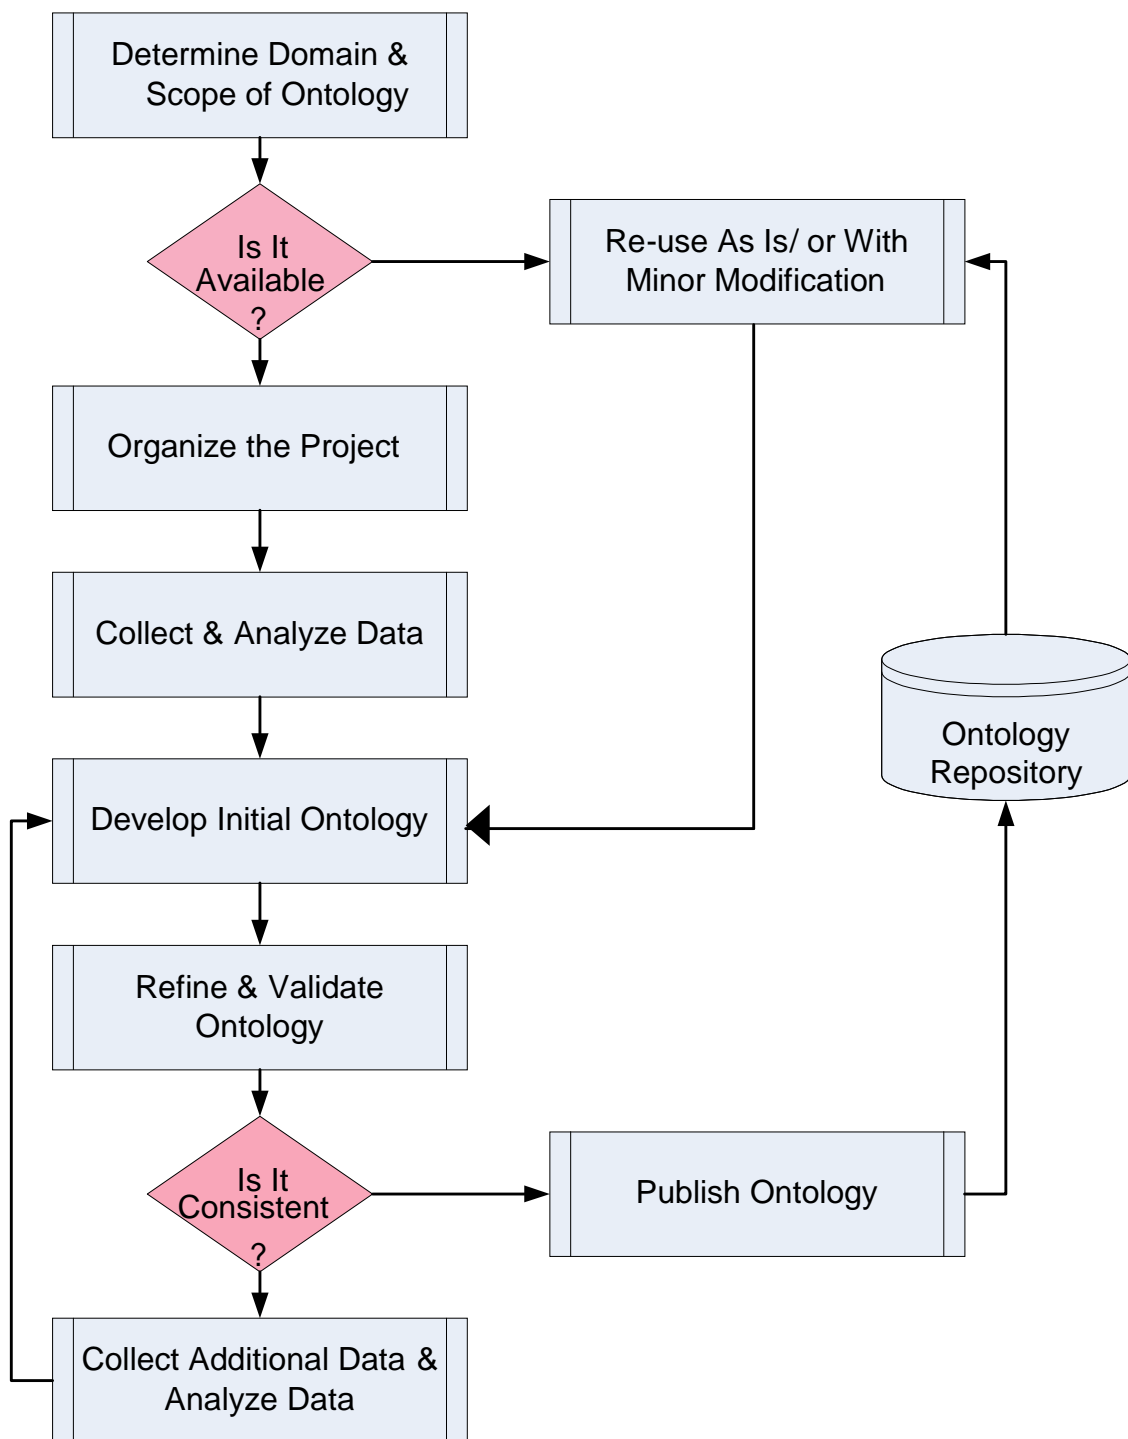 Determine Domain &
Scope of Ontology
Is It
Available
?
Re-use As Is/ or With
Minor Modification
Organize the Project
Collect & Analyze Data
Ontology
Repository
Develop Initial Ontology
Refine & Validate
Ontology
Is It
Consistent
?
Publish Ontology
Collect Additional Data &
Analyze Data